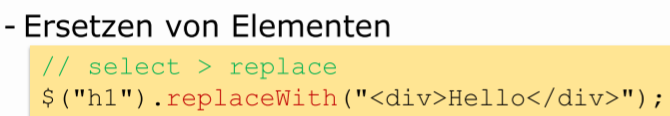 - Ersetzen von Elementen
// select > replace
$("h1").replaceWith("<div>Hello</div>");